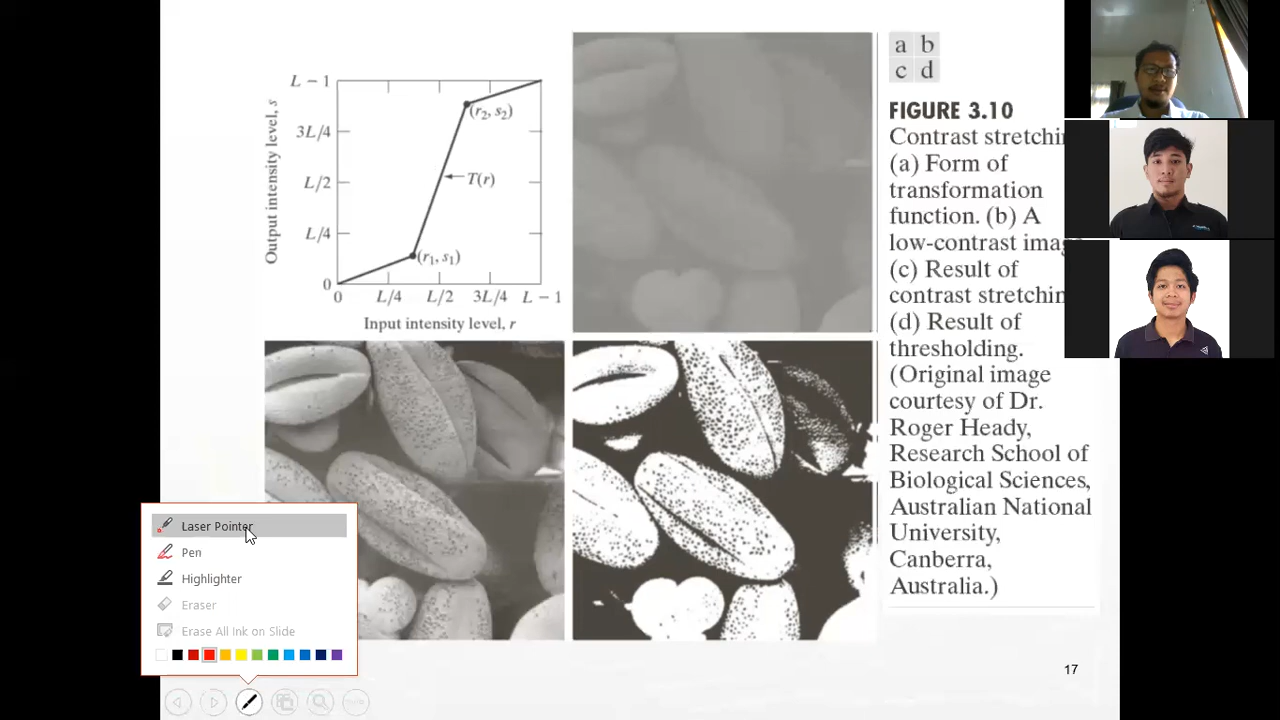 L − 1
3L/4
L/2
L/4
0
Output intensity level, s
(r₂, s₂)
T(r)
(r₁, s₁)
0 L/4 L/2 3L/4 L − 1
Input intensity level, r
a b
c d
FIGURE 3.10
Contrast stretchin
(a) Form of
transformation
function. (b) A
low-contrast imag
(c) Result of
contrast stretchin
(d) Result of
thresholding.
(Original image
courtesy of Dr.
Roger Heady,
Research School of
Biological Sciences,
Australian National
University,
Canberra,
Australia.)
Laser Pointer
Pen
Highlighter
Eraser
Erase All Ink on Slide
17